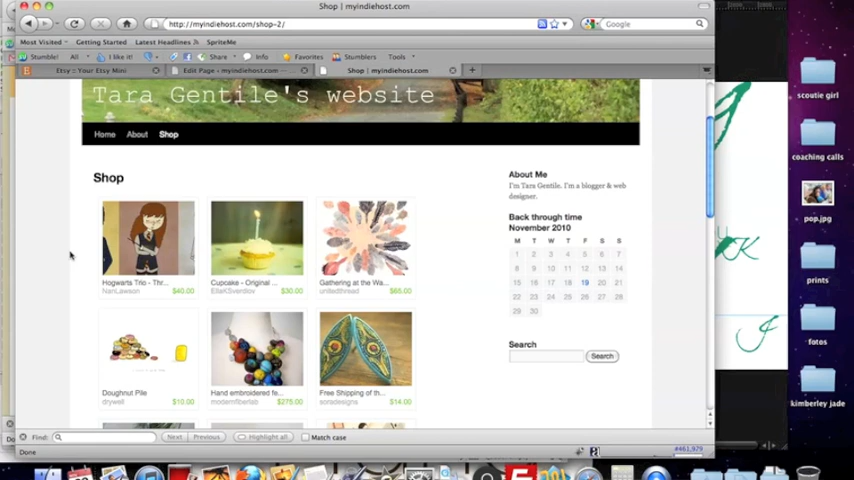 Shop | myindiehost.com
http://myindiehost.com/shop-2/
Google
Most Visited Getting Started Latest Headlines SpriteMe
Stumble! All I like it! Share Info Favorites Stumblers Tools
Etsy :: Your Etsy Mini Edit Page ‹ myindiehost.com — ... Shop | myindiehost.com
Tara Gentile's website
Home About Shop
Shop
Hogwarts Trio - Thr...
NanLawson $40.00
Cupcake - Original ...
EllaKSverdlov $30.00
Gathering at the Wa...
unitedthread $65.00
Doughnut Pile
drywell $10.00
Hand embroidered fe...
modernfiberlab $275.00
Free Shipping of th...
soradesigns $14.00
About Me
I'm Tara Gentile. I'm a blogger & web
designer.
Back through time
November 2010
M T W T F S S
1 2 3 4 5 6 7
8 9 10 11 12 13 14
15 16 17 18 19 20 21
22 23 24 25 26 27 28
29 30
Search
Search
Find: Next Previous Highlight all Match case
Done #461,979
scoutie girl
coaching calls
pop.jpg
prints
fotos
kimberley jade